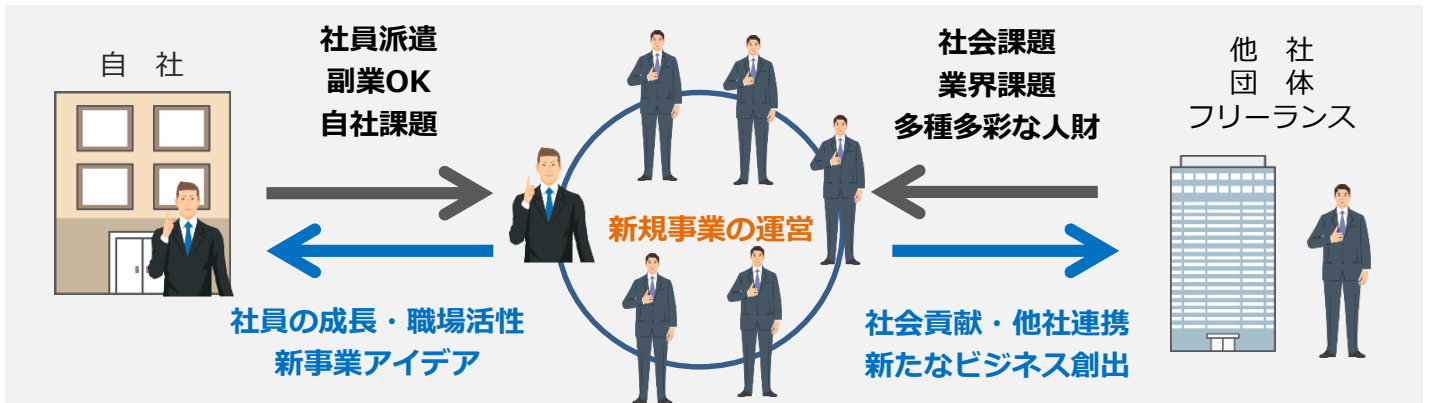 自　社
社員派遣
副業OK
自社課題
社員の成長・職場活性
新事業アイデア
新規事業の運営
社会課題
業界課題
多種多彩な人財
社会貢献・他社連携
新たなビジネス創出
他　社
団　体
フリーランス